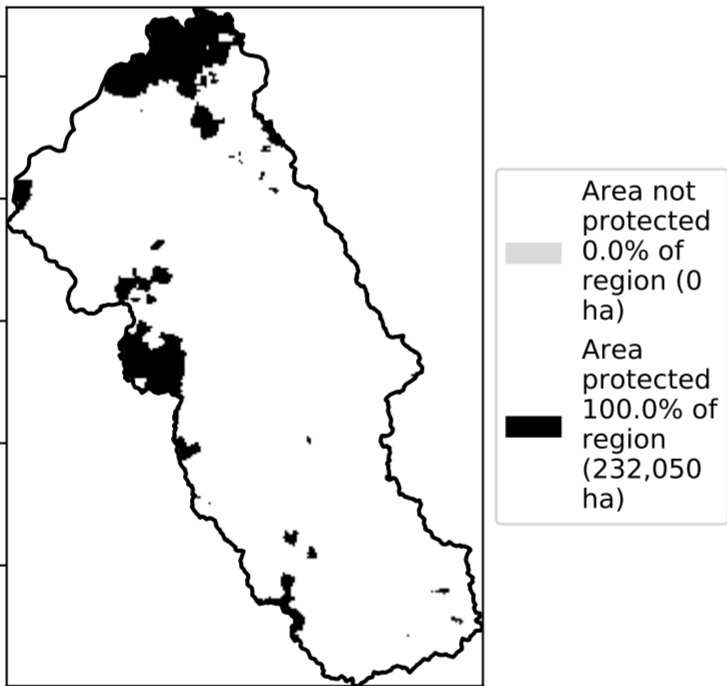 Area not
protected
0.0% of
region (0
ha)
Area
protected
100.0% of
region
(232,050
ha)